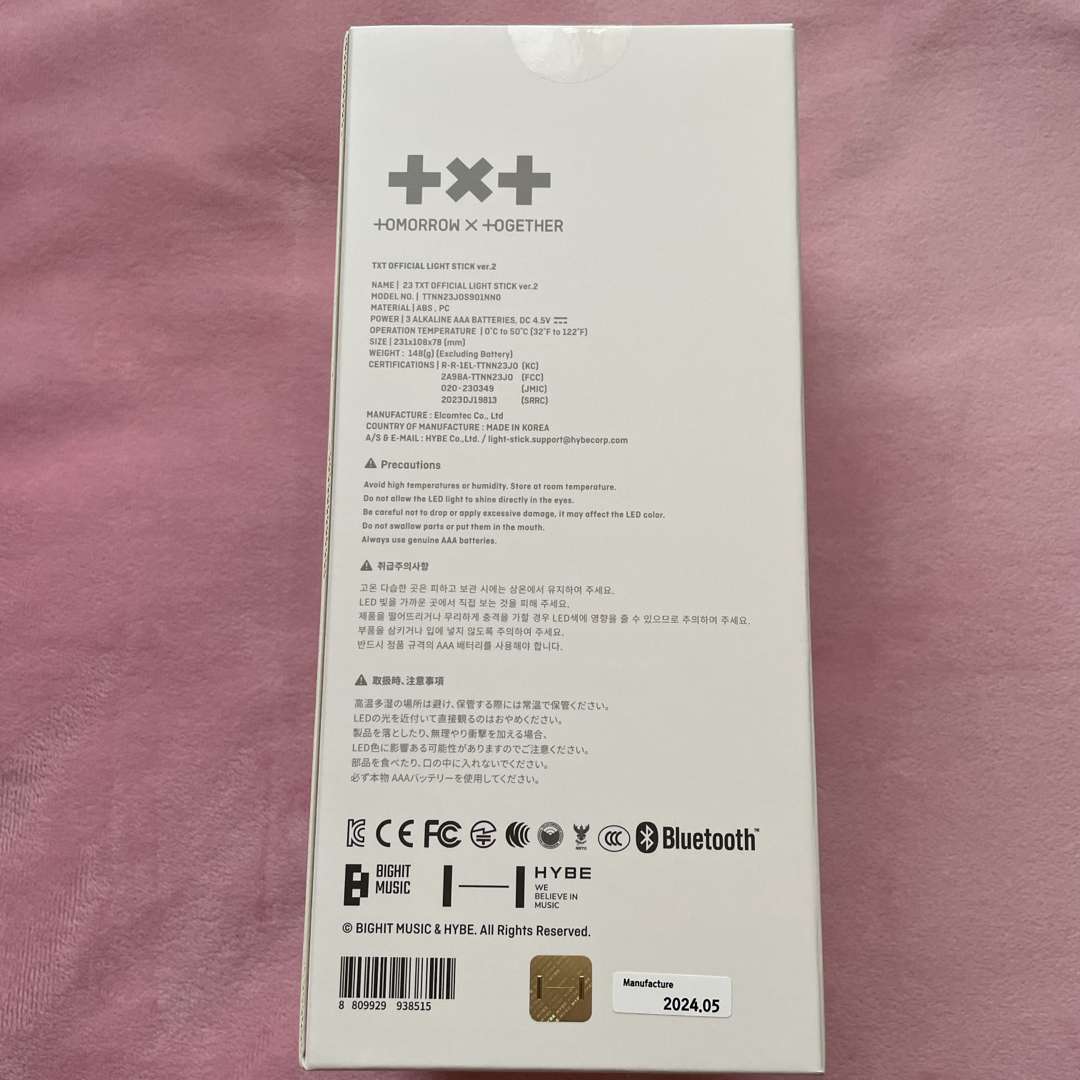 +x+
+OMORROW X +OGETHER
TXT OFFICIAL LIGHT STICK ver.2
NAME | 23 TXT OFFICIAL LIGHT STICK ver.2
MODEL NO. | TTNN23JOS901NNO
MATERIAL | ABS , PC
POWER | 3 ALKALINE AAA BATTERIES, DC 4.5V
OPERATION TEMPERATURE | 0°C to 50°C (32°F to 122°F)
SIZE | 231x108x78 (mm)
WEIGHT : 148(g) (Excluding Battery)
CERTIFICATIONS | R-R-1EL-TTNN23JO (KC)
2A9BA-TTNN23JO (FCC)
020-230349 (JMIC)
2023DJ19813 (SRRC)
MANUFACTURE : Elcomtec Co., Ltd
COUNTRY OF MANUFACTURE : MADE IN KOREA
A/S & E-MAIL : HYBE Co.,Ltd. / light-stick.support@hybecorp.com
Precautions
Avoid high temperatures or humidity. Store at room temperature.
Do not allow the LED light to shine directly in the eyes.
Be careful not to drop or apply excessive damage, it may affect the LED color.
Do not swallow parts or put them in the mouth.
Always use genuine AAA batteries.
취급주의사항
고온 다습한 곳은 피하고 보관 시에는 상온에서 유지하여 주세요.
LED 빛을 가까운 곳에서 직접 보는 것을 피해 주세요.
제품을 떨어뜨리거나 무리하게 충격을 가할 경우 LED색에 영향을 줄 수 있으므로 주의하여 주세요.
부품을 삼키거나 입에 넣지 않도록 주의하여 주세요.
반드시 정품 규격의 AAA 배터리를 사용해야 합니다.
取扱時、注意事項
高温多湿の場所は避け、保管する際には常温で保管ください。
LEDの光を近付いて直接観るのはおやめください。
製品を落としたり、無理やり衝撃を加える場合、
LED色に影響ある可能性がありますのでご注意ください。
部品を食べたり、口の中に入れないでください。
必ず本物 AAAバッテリーを使用してください。
CE FC NBTC CCC Bluetooth™
BIGHIT MUSIC
HYBE
WE
BELIEVE IN
MUSIC
© BIGHIT MUSIC & HYBE. All Rights Reserved.
8 809929 938515
HYBE
Manufacture
2024.05